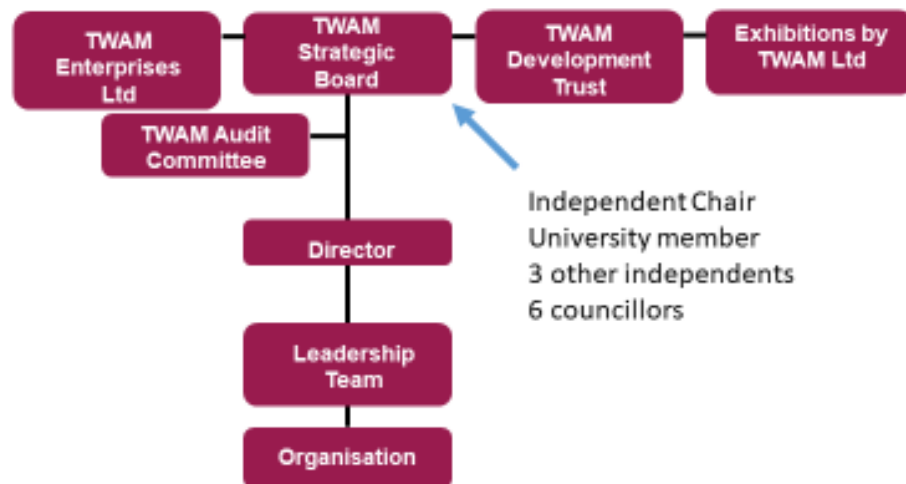 TWAM
Enterprises
Ltd
TWAM
Strategic
Board
TWAM
Development
Trust
Exhibitions by
TWAM Ltd
TWAM Audit
Committee
Independent Chair
University member
3 other independents
6 councillors
Director
Leadership
Team
Organisation